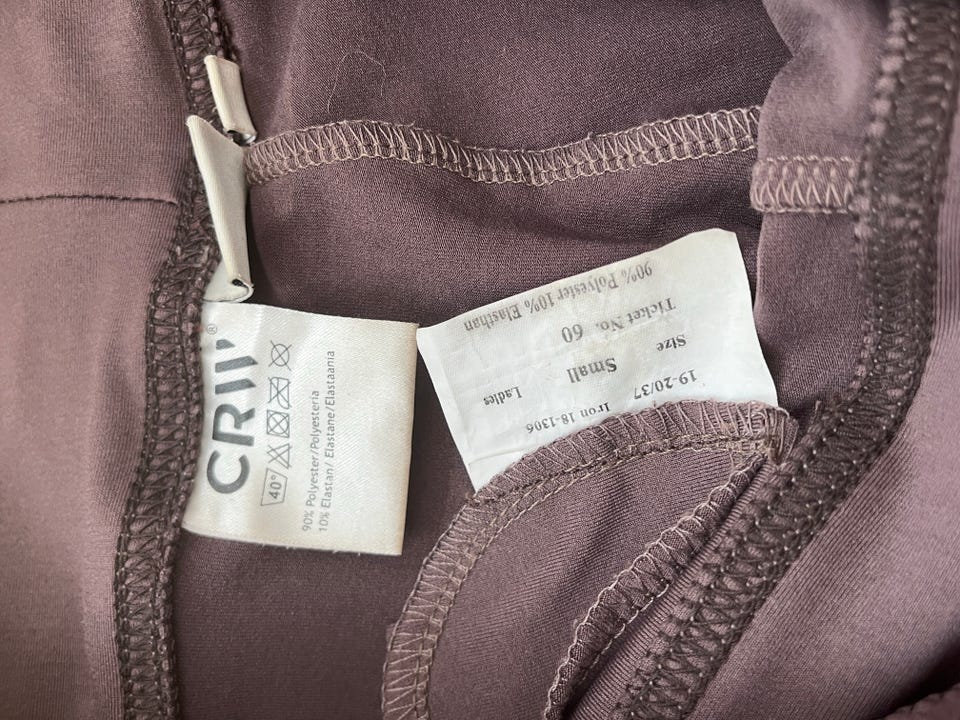 CRIW®
40°
90% Polyester/Polyesteria
10% Elastan/ Elastane/Elastaania
19-20/37 Iron 18-1306
Size Ladies
Small
Ticket No. 60
90% Polyester 10% Elasthan